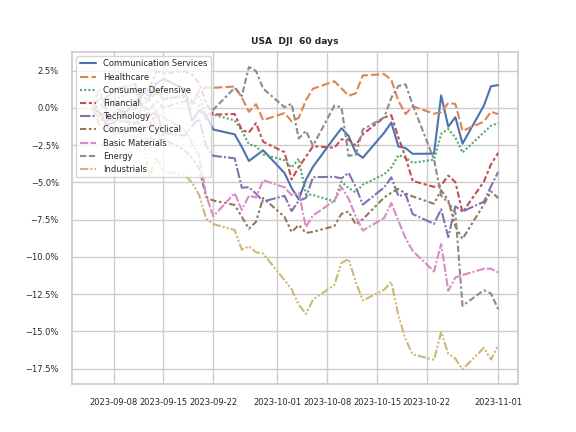 USA DJI 60 days
Communication Services
Healthcare
Consumer Defensive
Financial
Technology
Consumer Cyclical
Basic Materials
Energy
Industrials
2.5%
0.0%
−2.5%
−5.0%
−7.5%
−10.0%
−12.5%
−15.0%
−17.5%
2023-09-08 2023-09-15 2023-09-22 2023-10-01 2023-10-08 2023-10-15 2023-10-22 2023-11-01